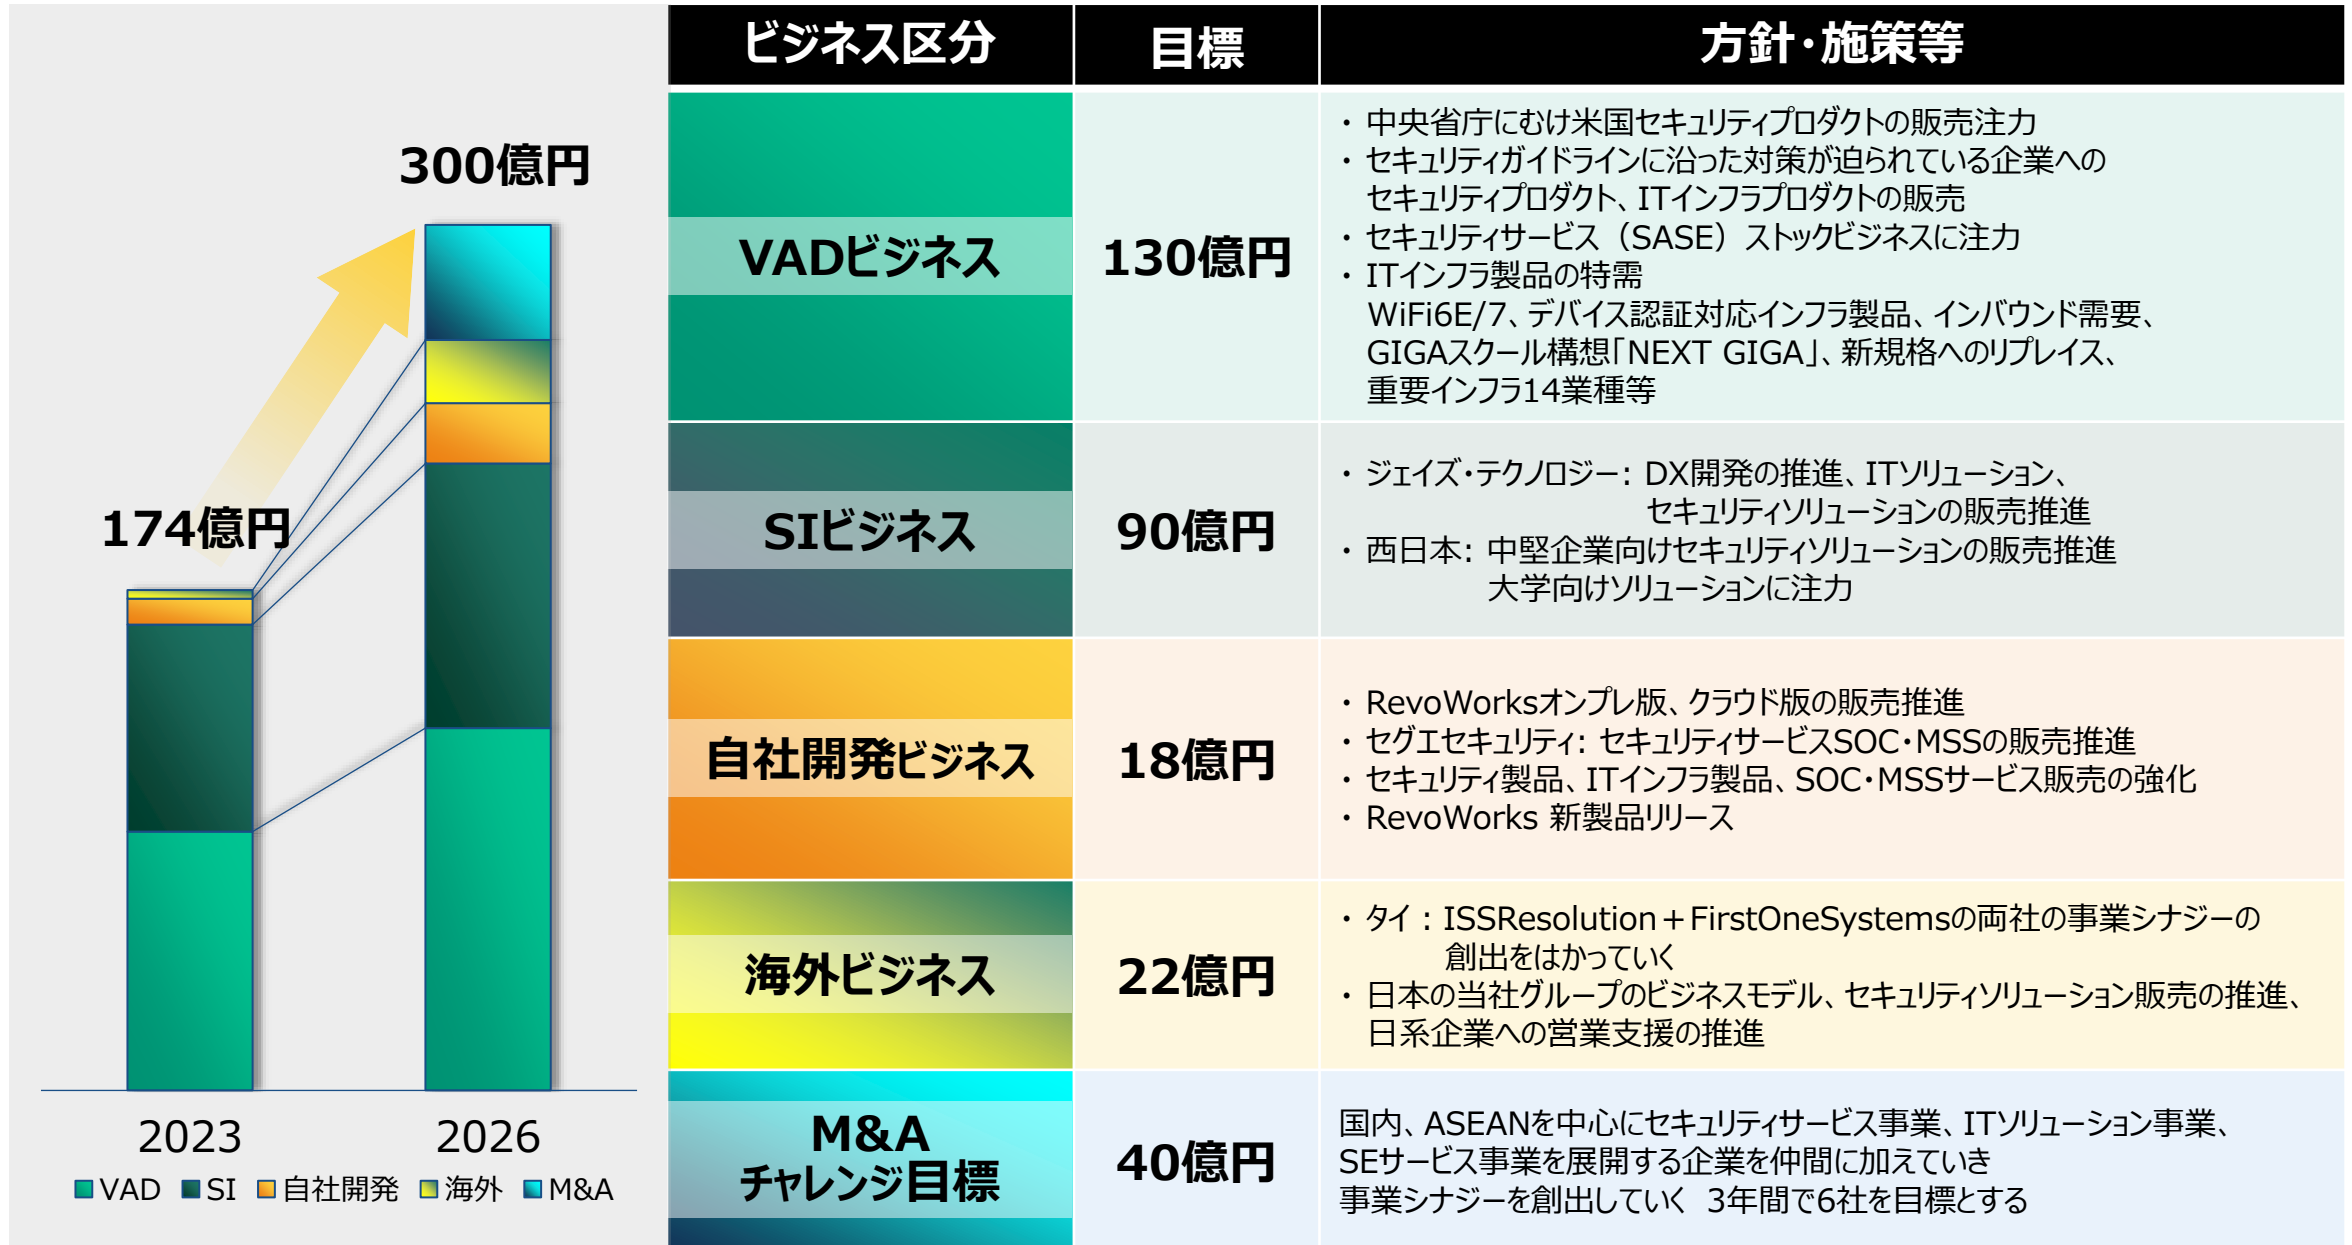 300億円
174億円
2023
2026
VAD
SI
自社開発
海外
M&A
ビジネス区分
目標
方針・施策等
VADビジネス
130億円
・ 中央省庁にむけ米国セキュリティプロダクトの販売注力
・ セキュリティガイドラインに沿った対策が迫られている企業への
セキュリティプロダクト、ITインフラプロダクトの販売
・ セキュリティサービス（SASE）ストックビジネスに注力
・ ITインフラ製品の特需
WiFi6E/7、デバイス認証対応インフラ製品、インバウンド需要、
GIGAスクール構想「NEXT GIGA」、新規格へのリプレイス、
重要インフラ14業種等
SIビジネス
90億円
・ ジェイズ・テクノロジー： DX開発の推進、ITソリューション、
セキュリティソリューションの販売推進
・ 西日本： 中堅企業向けセキュリティソリューションの販売推進
大学向けソリューションに注力
自社開発ビジネス
18億円
・ RevoWorksオンプレ版、クラウド版の販売推進
・ セグエセキュリティ： セキュリティサービスSOC・MSSの販売推進
・ セキュリティ製品、ITインフラ製品、SOC・MSSサービス販売の強化
・ RevoWorks 新製品リリース
海外ビジネス
22億円
・ タイ： ISSResolution＋FirstOneSystemsの両社の事業シナジーの
創出をはかっていく
・ 日本の当社グループのビジネスモデル、セキュリティソリューション販売の推進、
日系企業への営業支援の推進
M&A
チャレンジ目標
40億円
国内、ASEANを中心にセキュリティサービス事業、ITソリューション事業、
SEサービス事業を展開する企業を仲間に加えていき
事業シナジーを創出していく 3年間で6社を目標とする